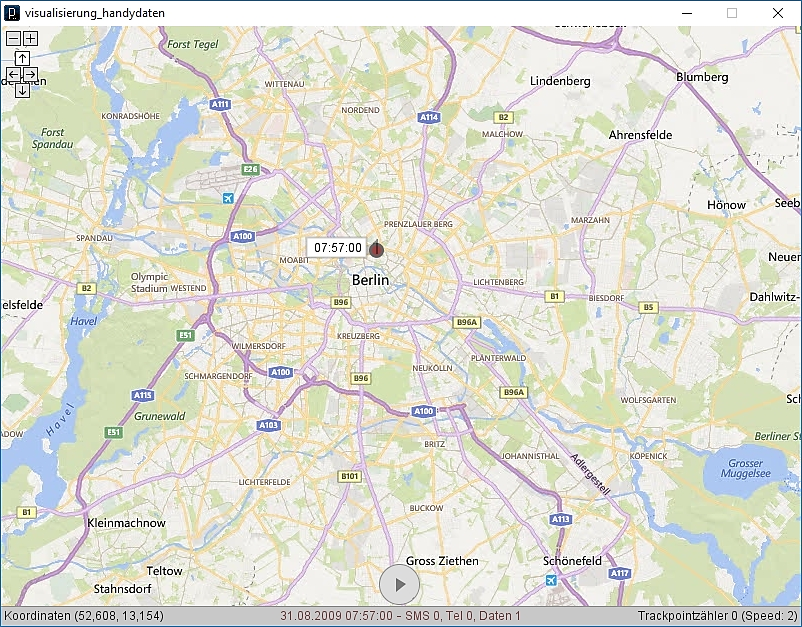 visualisierung_handydaten
Forst Tegel
Lindenberg
Blumberg
WITTENAU
A111
KONRADSHÖHE
NORDEND
A114
B2
MALCHOW
Ahrensfelde
Forst
Spandau
E26
Hönow
Seeb
PRENZLAUER BERG
MARZAHN
SPANDAU
A100
07:57:00
MOABIT
Neuen
Olympic
Stadium
WESTEND
Berlin
LICHTENBERG
B2
B1
BIESDORF
Dahlwitz-
elsfelde
B96
B5
Havel
B96A
E51
KREUZBERG
WILMERSDORF
PLÄNTERWALD
SCHMARGENDORF
A100
NEUKÖLLN
B96
A115
B96A
WOLFSGARTEN
Havel
Grunewald
A100
E51
A103
ADOW
BRITZ
Berliner St
JOHANNISTHAL
KÖPENICK
Adlergestell
Grosser
Muggelsee
B101
LICHTERFELDE
B1
BUCKOW
Kleinmachnow
A113
Gross Ziethen
Schönefeld
Teltow
A117
Stahnsdorf
Koordinaten (52,608, 13,154)
31.08.2009 07:57:00 - SMS 0, Tel 0, Daten 1
Trackpointzähler 0 (Speed: 2)